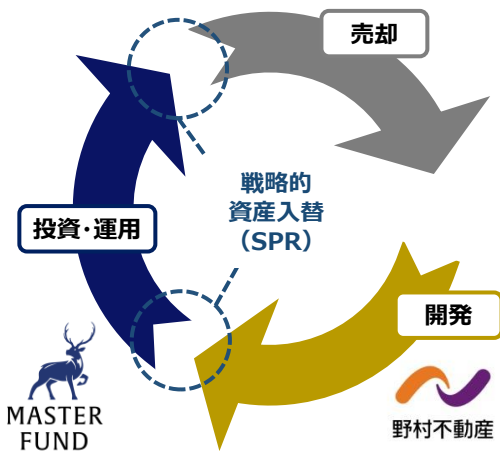 売却
戦略的
資産入替
（SPR）
投資・運用
開発
MASTER
FUND
野村不動産